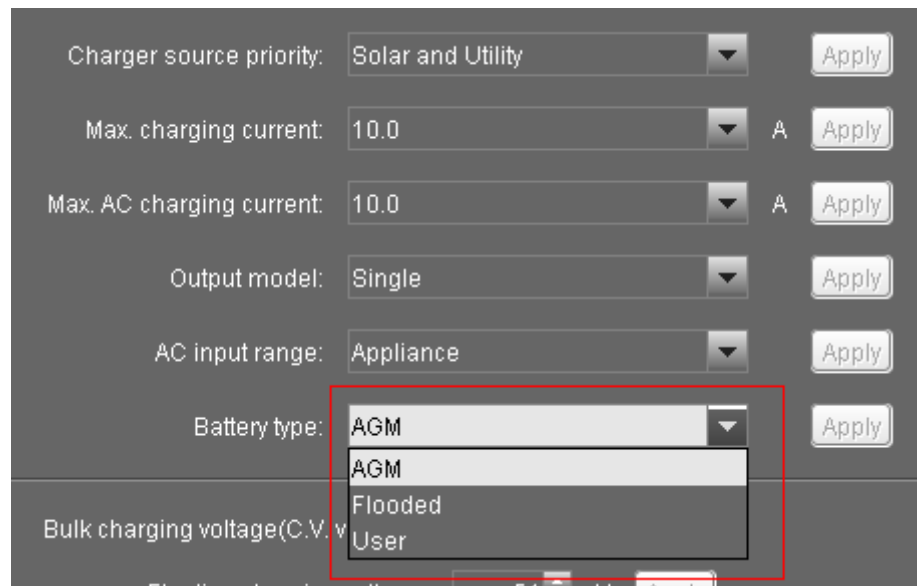 Charger source priority: Solar and Utility Apply
Max. charging current: 10.0 A Apply
Max. AC charging current: 10.0 A Apply
Output model: Single Apply
AC input range: Appliance Apply
Battery type: AGM Apply
AGM
Flooded
User
Bulk charging voltage(C.V. v